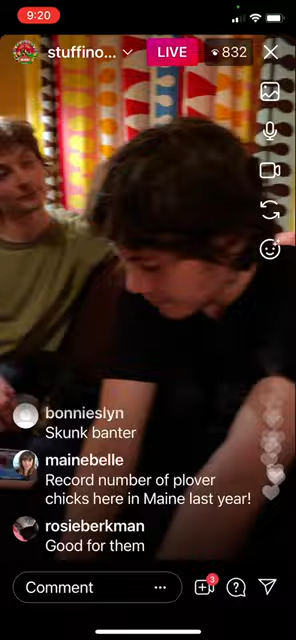 9:20
stuffino...
LIVE
832
bonnieslyn
Skunk banter
mainebelle
Record number of plover
chicks here in Maine last year!
rosieberkman
Good for them
Comment
3